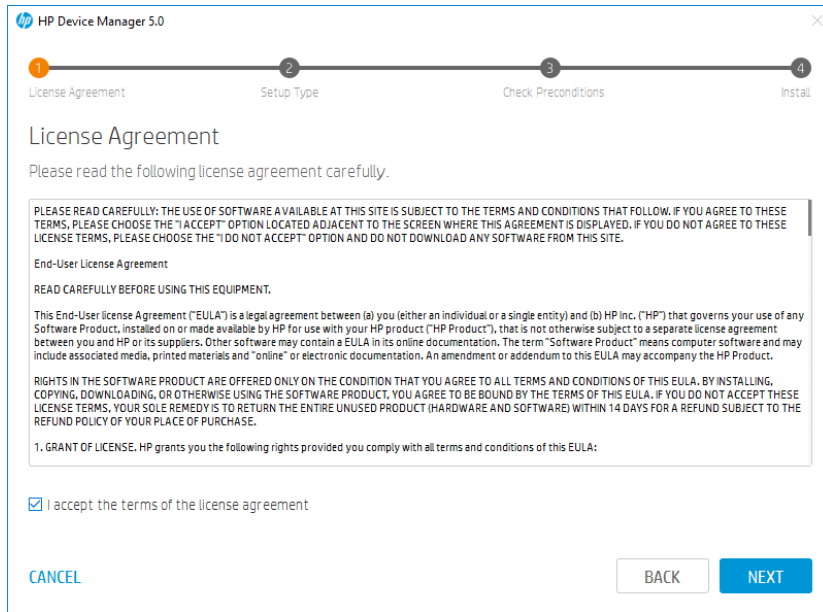 hp HP Device Manager 5.0
1 2 3 4
License Agreement Setup Type Check Preconditions Install
License Agreement
Please read the following license agreement carefully.
PLEASE READ CAREFULLY: THE USE OF SOFTWARE AVAILABLE AT THIS SITE IS SUBJECT TO THE TERMS AND CONDITIONS THAT FOLLOW. IF YOU AGREE TO THESE
TERMS, PLEASE CHOOSE THE "I ACCEPT" OPTION LOCATED ADJACENT TO THE SCREEN WHERE THIS AGREEMENT IS DISPLAYED. IF YOU DO NOT AGREE TO THESE
LICENSE TERMS, PLEASE CHOOSE THE "I DO NOT ACCEPT" OPTION AND DO NOT DOWNLOAD ANY SOFTWARE FROM THIS SITE.
End-User License Agreement
READ CAREFULLY BEFORE USING THIS EQUIPMENT.
This End-User license Agreement ("EULA") is a legal agreement between (a) you (either an individual or a single entity) and (b) HP Inc. ("HP") that governs your use of any
Software Product, installed on or made available by HP for use with your HP product ("HP Product"), that is not otherwise subject to a separate license agreement
between you and HP or its suppliers. Other software may contain a EULA in its online documentation. The term "Software Product" means computer software and may
include associated media, printed materials and "online" or electronic documentation. An amendment or addendum to this EULA may accompany the HP Product.
RIGHTS IN THE SOFTWARE PRODUCT ARE OFFERED ONLY ON THE CONDITION THAT YOU AGREE TO ALL TERMS AND CONDITIONS OF THIS EULA. BY INSTALLING,
COPYING, DOWNLOADING, OR OTHERWISE USING THE SOFTWARE PRODUCT, YOU AGREE TO BE BOUND BY THE TERMS OF THIS EULA. IF YOU DO NOT ACCEPT THESE
LICENSE TERMS, YOUR SOLE REMEDY IS TO RETURN THE ENTIRE UNUSED PRODUCT (HARDWARE AND SOFTWARE) WITHIN 14 DAYS FOR A REFUND SUBJECT TO THE
REFUND POLICY OF YOUR PLACE OF PURCHASE.
1. GRANT OF LICENSE. HP grants you the following rights provided you comply with all terms and conditions of this EULA:
I accept the terms of the license agreement
CANCEL BACK NEXT